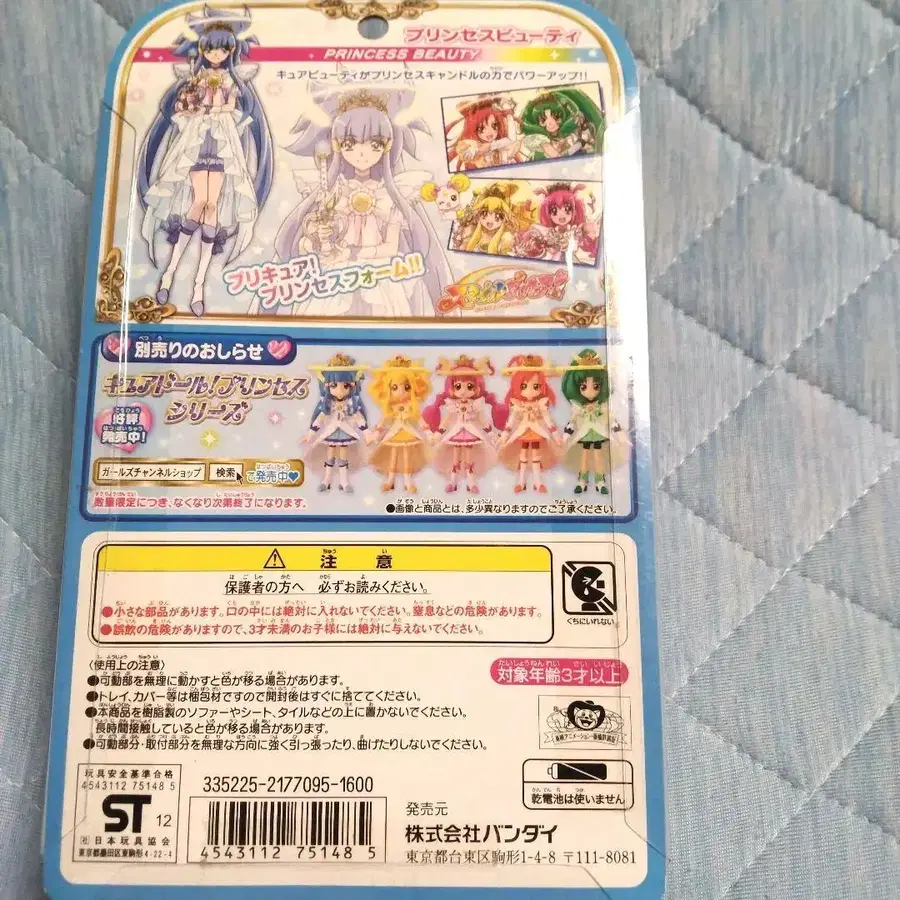 プリンセスビューティ
PRINCESS BEAUTY
キュアビューティがプリンセスキャンドルの力でパワーアップ!!
プリキュア!
プリンセスフォーム!!
別売りのおしらせ
キュアドール!プリンセス
シリーズ
好評
発売中!
ガールズチャンネルショップ 検索 で発売中
数量限定につき、なくなり次第終了になります。
●画像と商品とは、多少異なりますのでご了承ください。
注意
保護者の方へ 必ずお読みください。
●小さな部品があります。口の中には絶対に入れないでください。窒息などの危険があります。
●誤飲の危険がありますので、3才未満のお子様には絶対に与えないでください。
くちにいれない
〈使用上の注意〉
●可動部を無理に動かすと色が移る場合があります。
●トレイ、カバー等は梱包材ですので開封後はすぐに捨ててください。
●本商品を樹脂製のソファーやシート、タイルなどの上に置かないでください。
長時間接触していると色が移る場合があります。
●可動部分・取付部分を無理な方向に強く引っ張ったり、曲げたりしないでください。
対象年齢3才以上
乾電池は使いません。
玩具安全基準合格
4543112 75148 5
ST 12
社 日本玩具協会
東京都墨田区東駒形4-22-4
335225-2177095-1600
4543112 75148 5
発売元
株式会社バンダイ
東京都台東区駒形1-4-8 〒111-8081